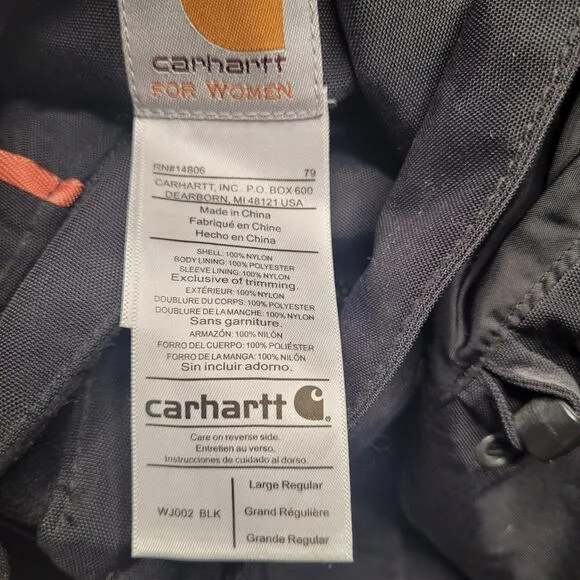 carhartt
FOR WOMEN
RN#14806 79
CARHARTT, INC. P.O. BOX 600
DEARBORN, MI 48121 USA
Made in China
Fabriqué en Chine
Hecho en China
SHELL: 100% NYLON
BODY LINING: 100% POLYESTER
SLEEVE LINING: 100% NYLON
Exclusive of trimming.
EXTÉRIEUR: 100% NYLON
DOUBLURE DU CORPS: 100% POLYESTER
DOUBLURE DE LA MANCHE: 100% NYLON
Sans garniture.
ARMAZÓN: 100% NILÓN
FORRO DEL CUERPO: 100% POLIÉSTER
FORRO DE LA MANGA: 100% NILÓN
Sin incluir adorno.
carhartt
Care on reverse side.
Entretien au verso.
Instrucciones de cuidado al dorso.
Large Regular
WJ002 BLK Grand Régulière
Grande Regular